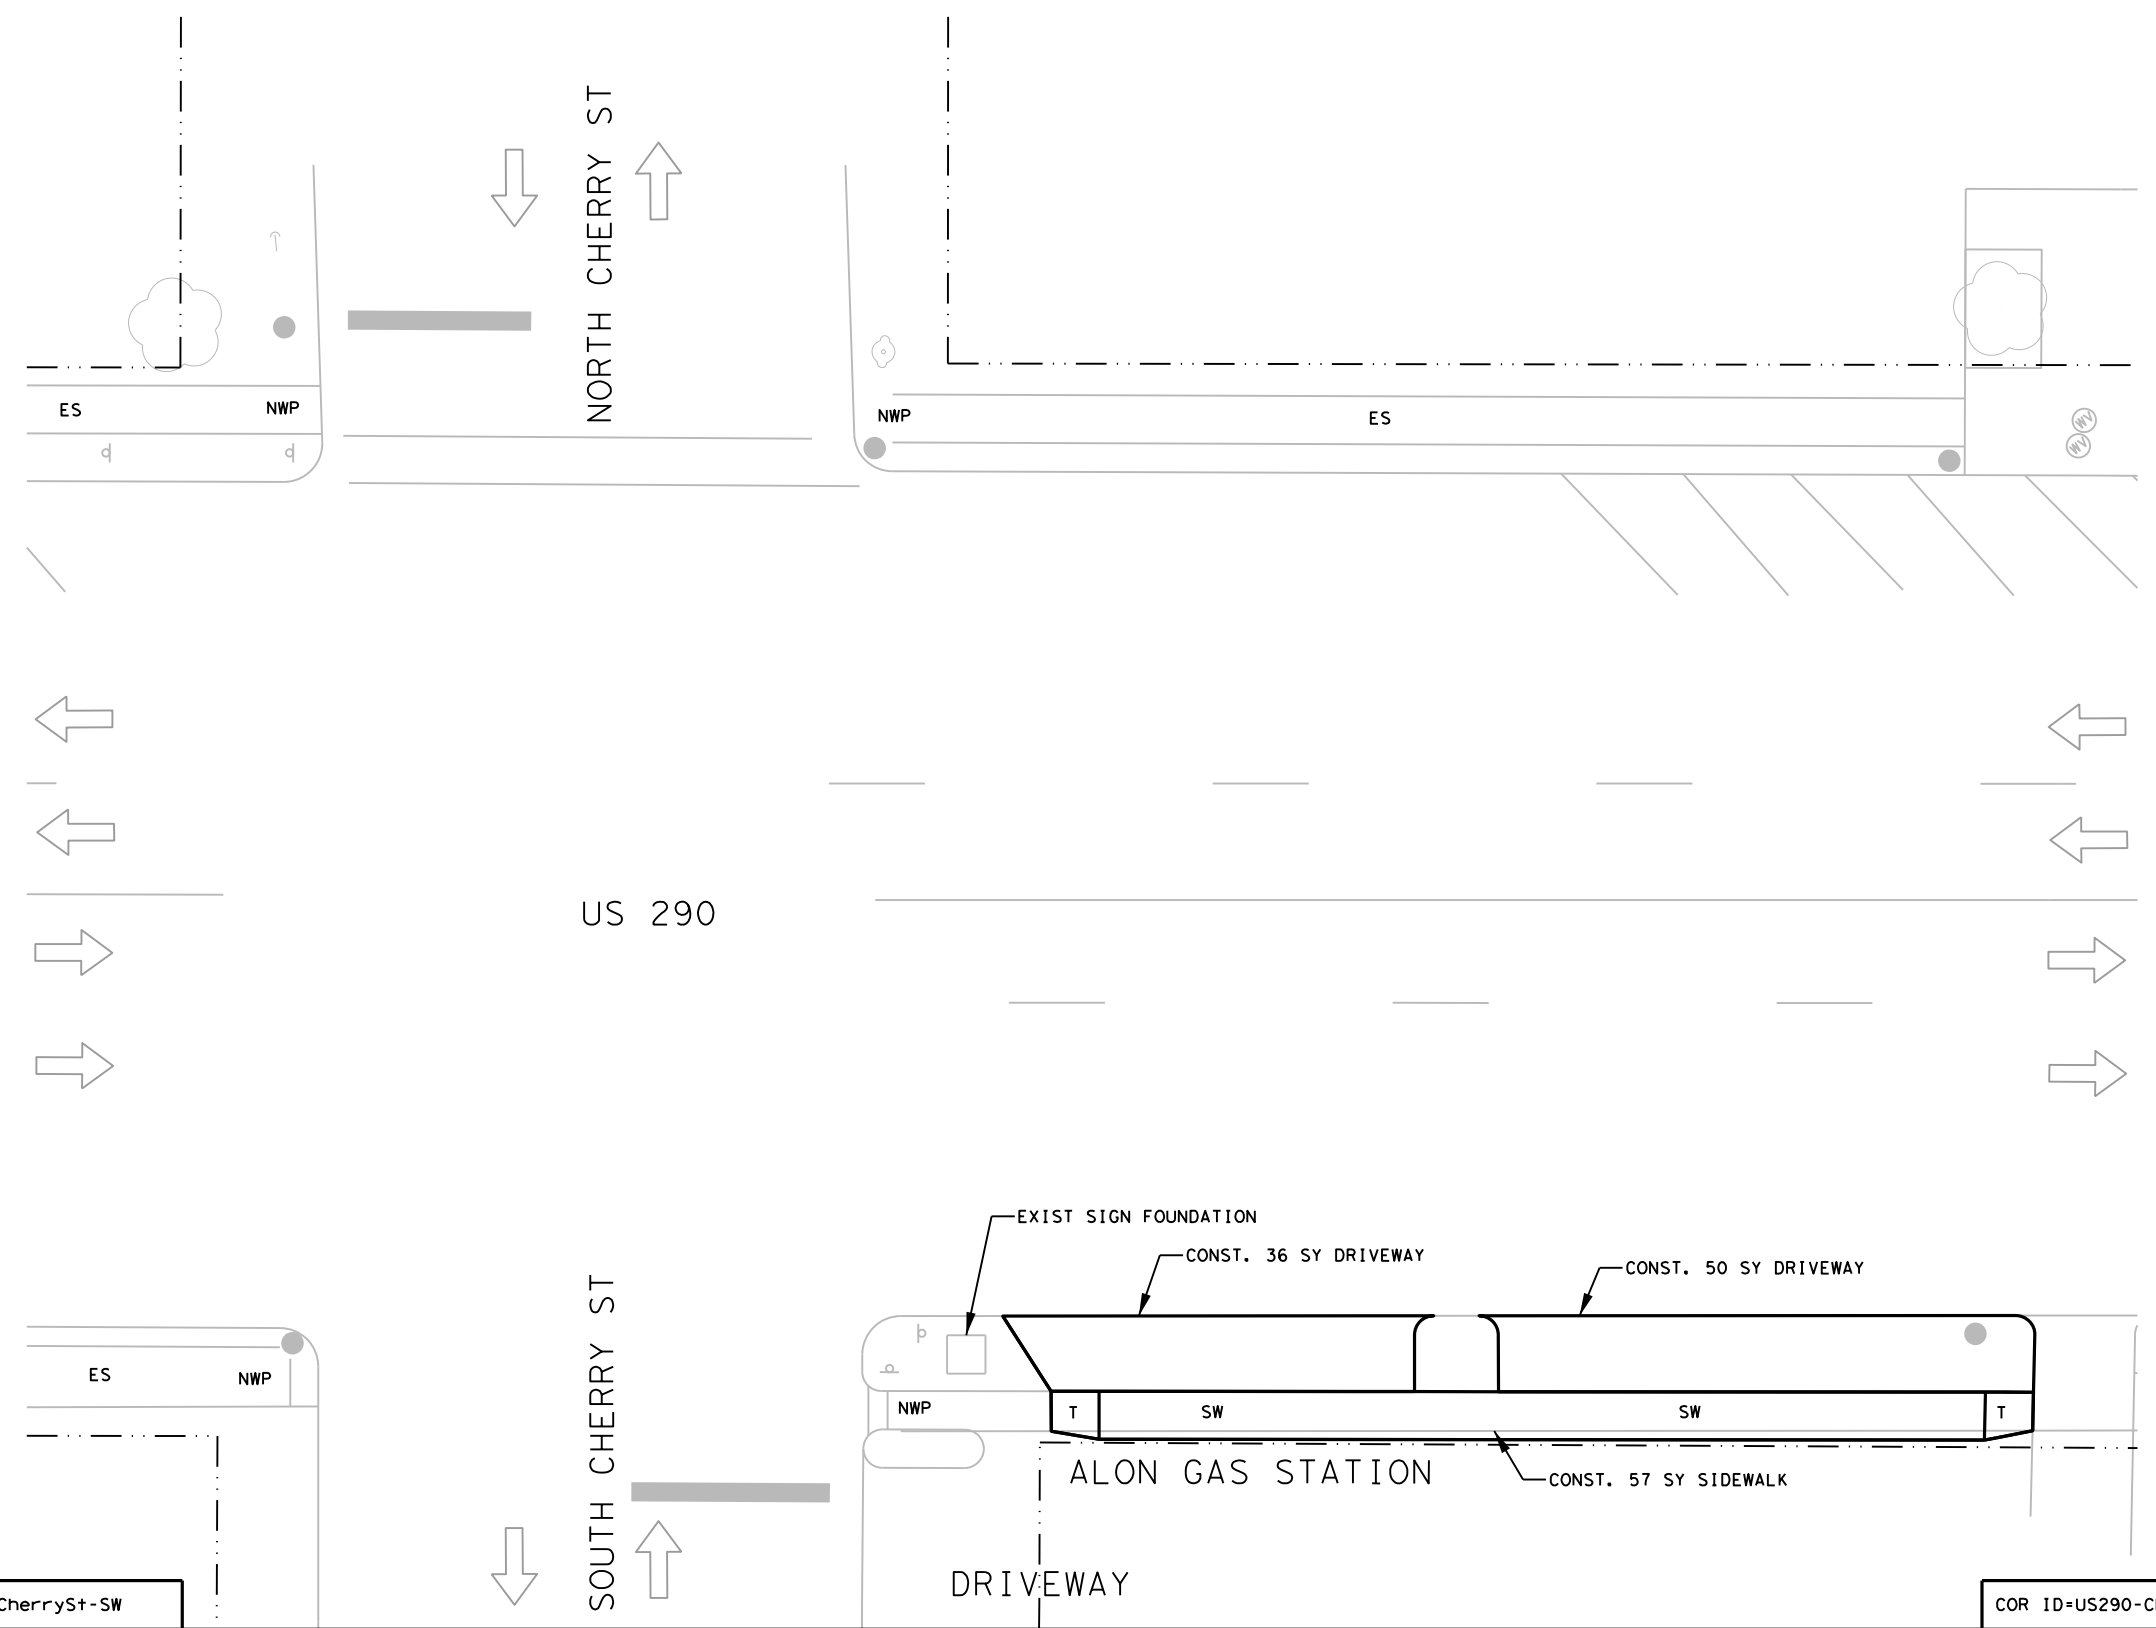 NORTH CHERRY ST
ES
NWP
NWP
ES
WV
WV
US 290
EXIST SIGN FOUNDATION
CONST. 36 SY DRIVEWAY
CONST. 50 SY DRIVEWAY
SOUTH CHERRY ST
ES
NWP
NWP
T
SW
SW
T
ALON GAS STATION
CONST. 57 SY SIDEWALK
DRIVEWAY
CherrySt-SW
COR ID=US290-C